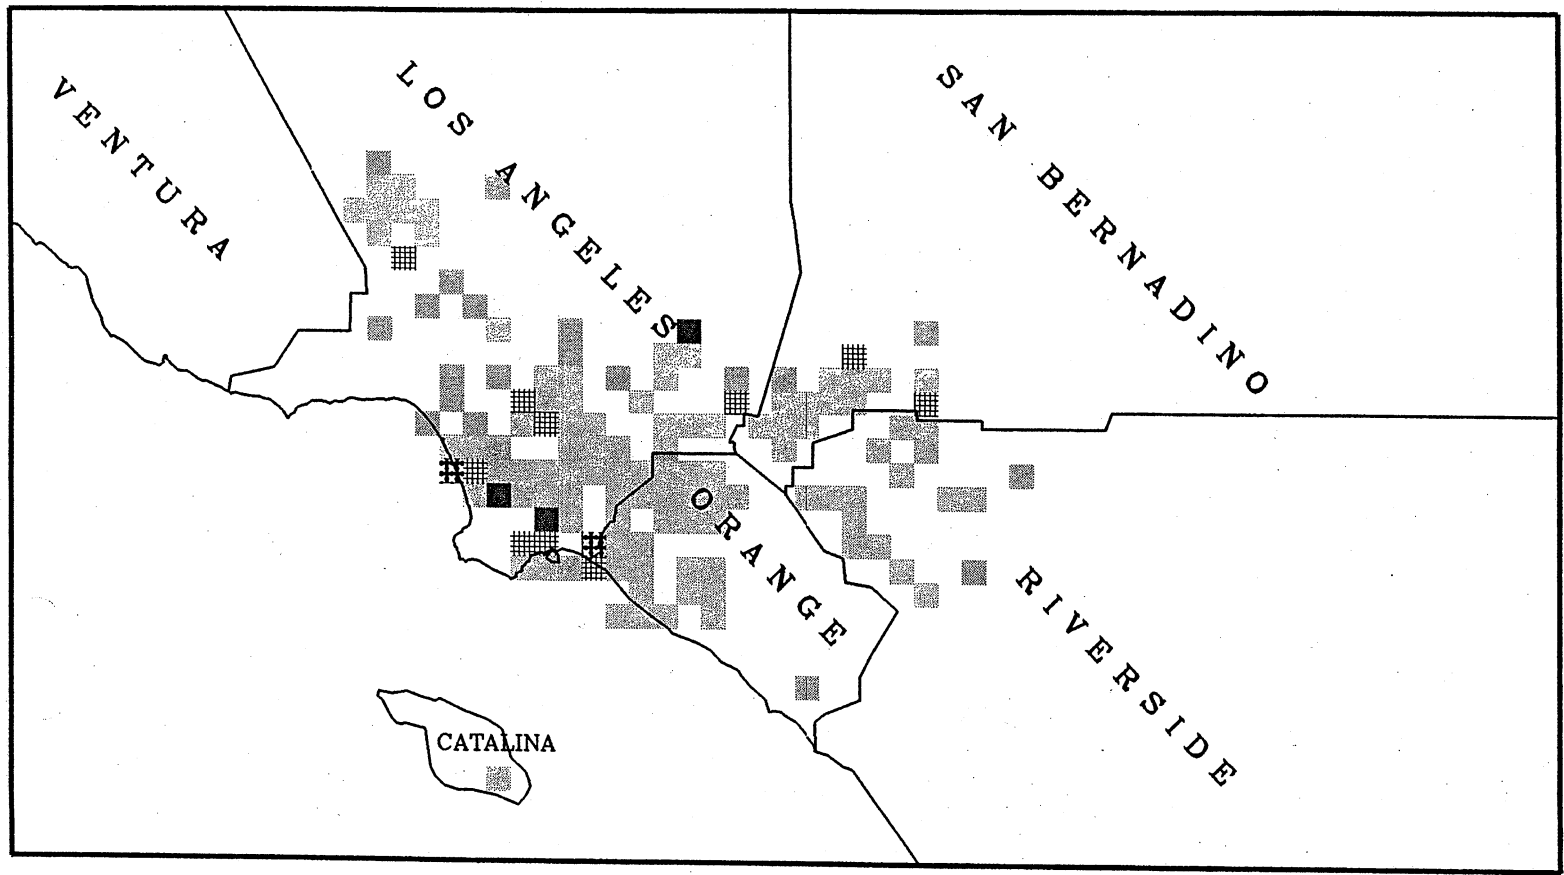 VENTURA
LOS ANGELES
SAN BERNADINO
ORANGE
RIVERSIDE
CATALINA